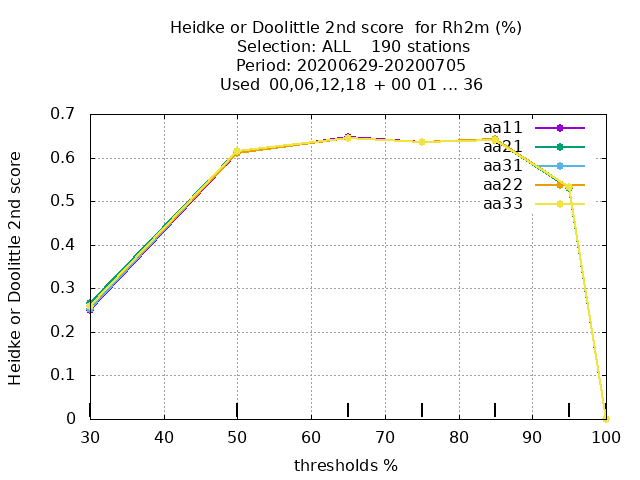 Heidke or Doolittle 2nd score  for Rh2m (%)
Selection: ALL    190 stations
Period: 20200629-20200705
Used  00,06,12,18  + 00 01 ... 36
aa11
aa21
aa31
aa22
aa33
0.7
0.6
0.5
0.4
0.3
0.2
0.1
0
Heidke or Doolittle 2nd score
30 40 50 60 70 80 90 100
thresholds %